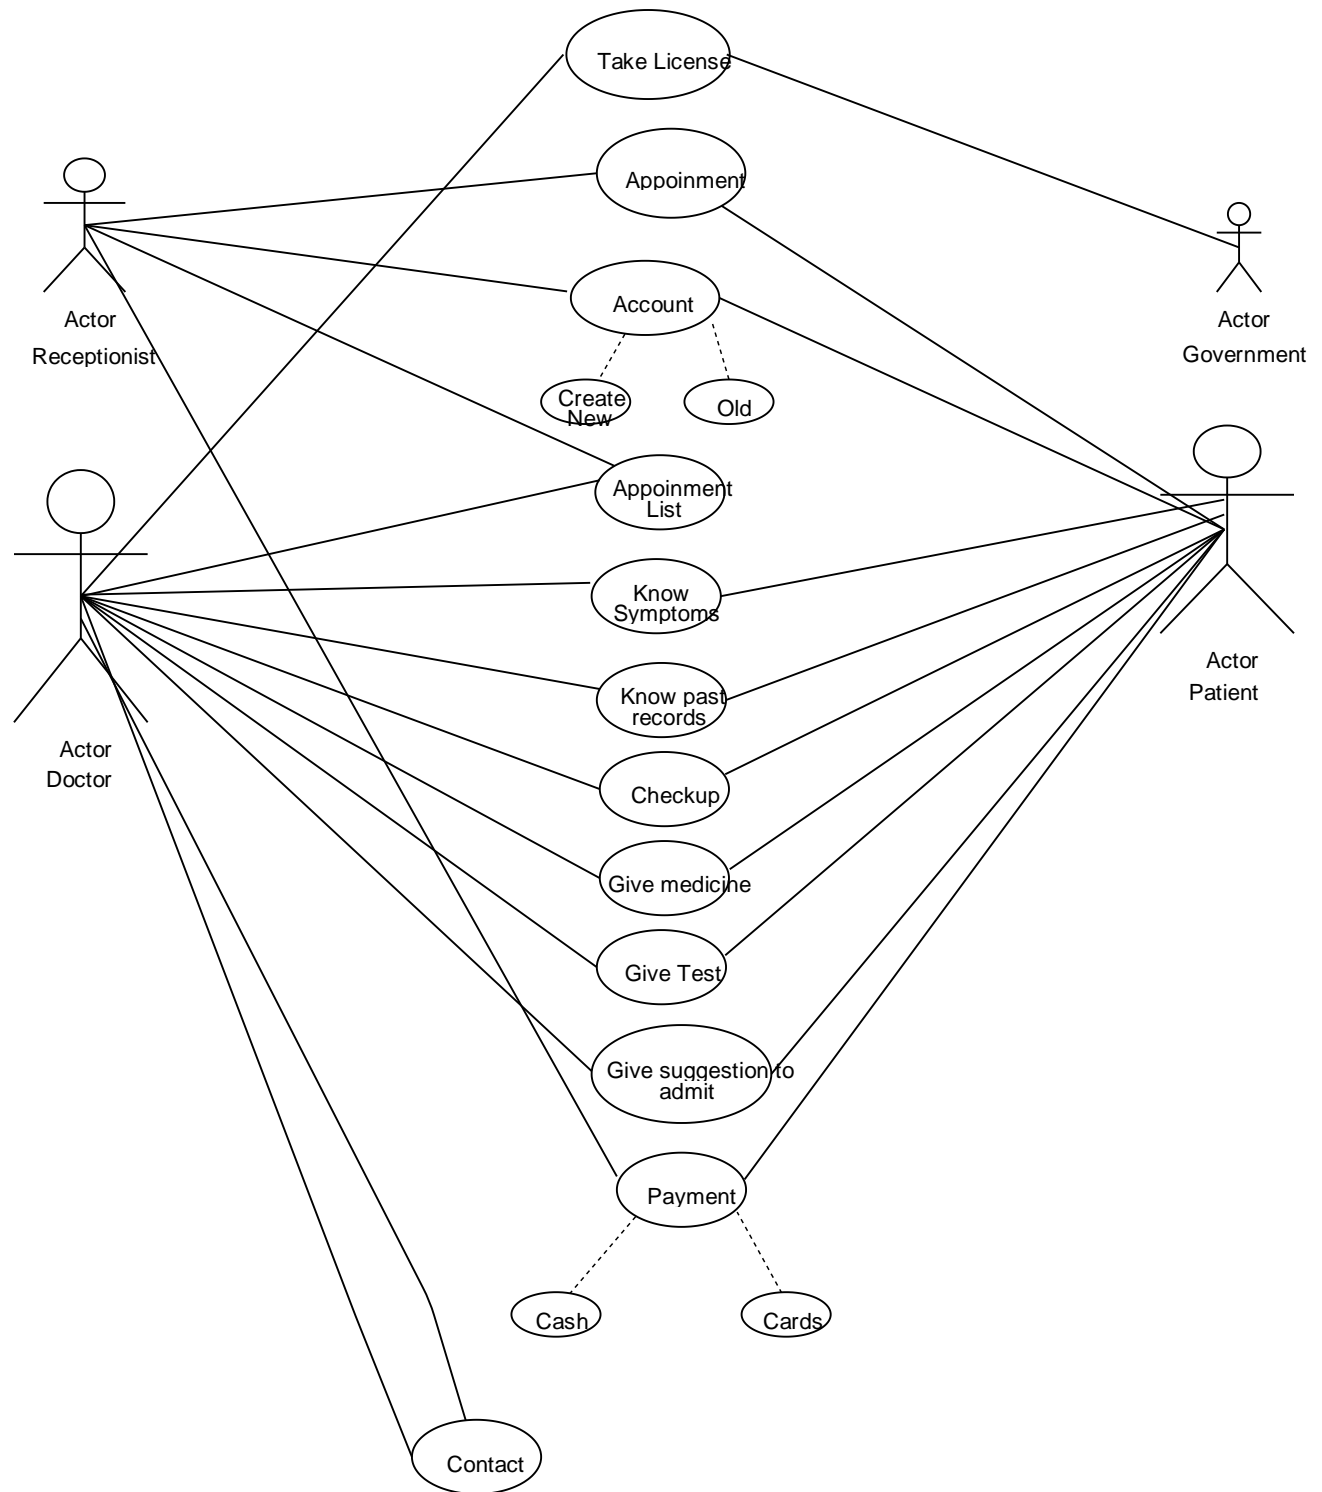 Take License
Appoinment
Account
Actor
Receptionist
Actor
Government
Create
New
Old
Appoinment
List
Know
Symptoms
Actor
Patient
Know past
records
Actor
Doctor
Checkup
Give medicine
Give Test
Give suggestion to
admit
Payment
Cash
Cards
Contact